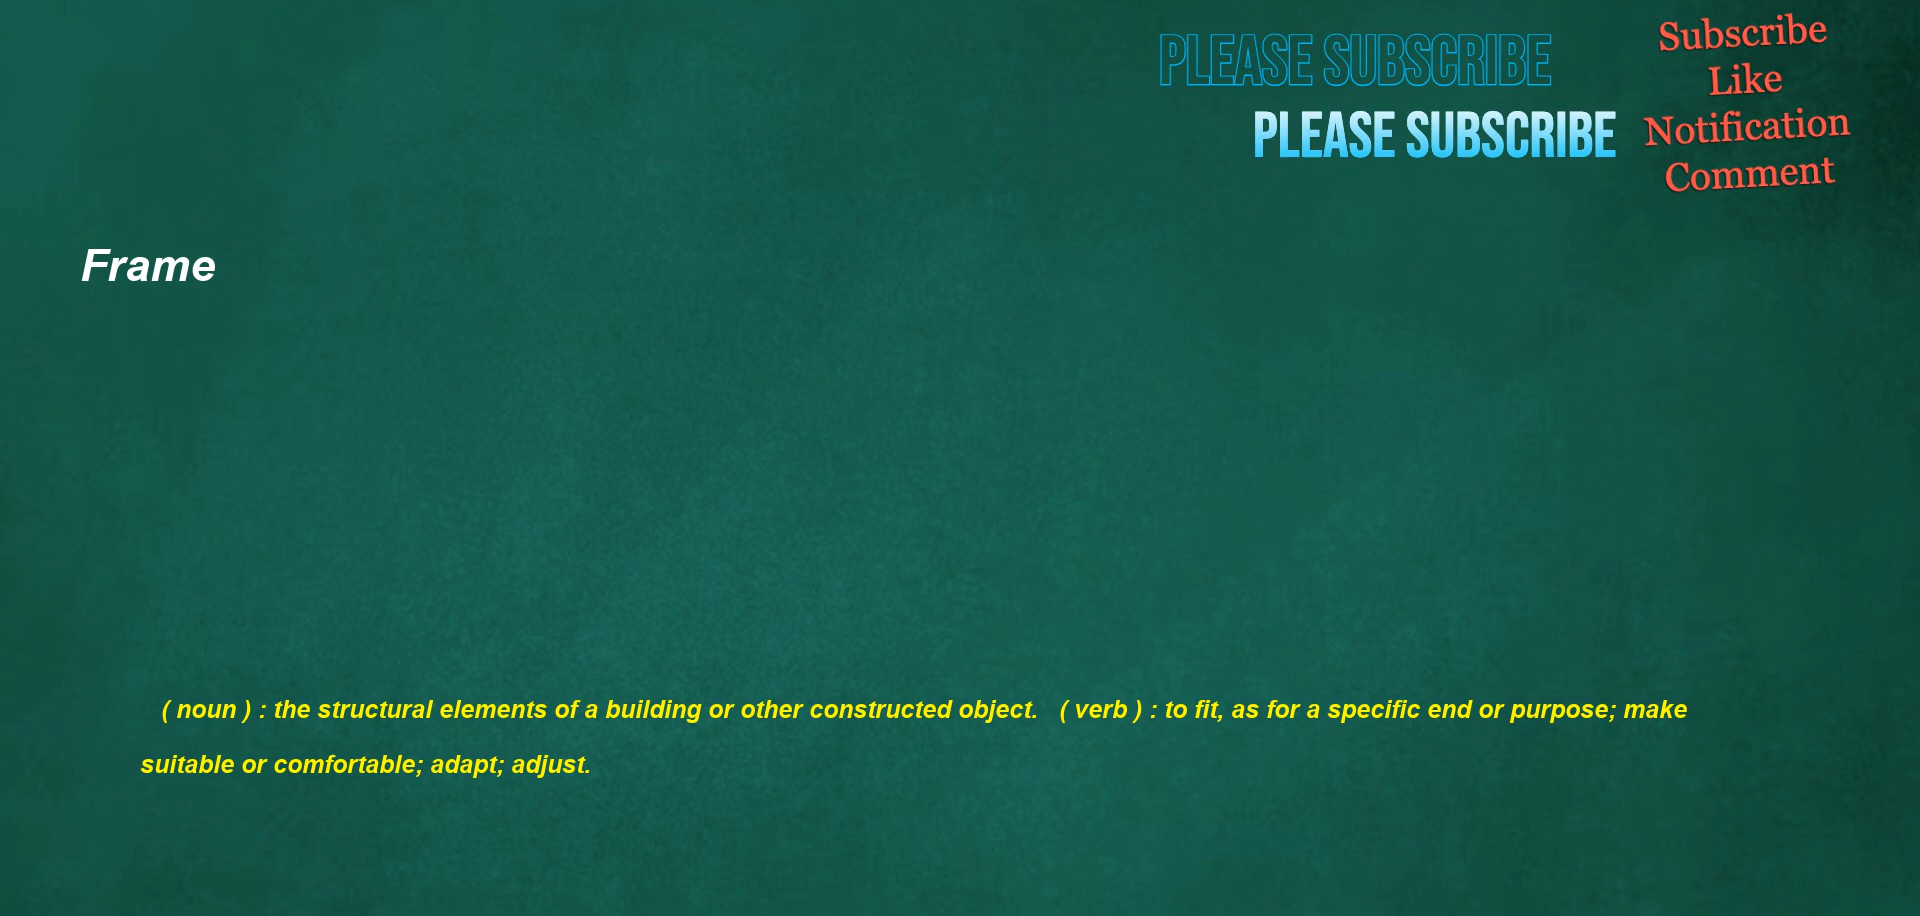 PLEASE SUBSCRIBE
PLEASE SUBSCRIBE
Subscribe
Like
Notification
Comment
Frame
( noun ) : the structural elements of a building or other constructed object.   ( verb ) : to fit, as for a specific end or purpose; make
suitable or comfortable; adapt; adjust.